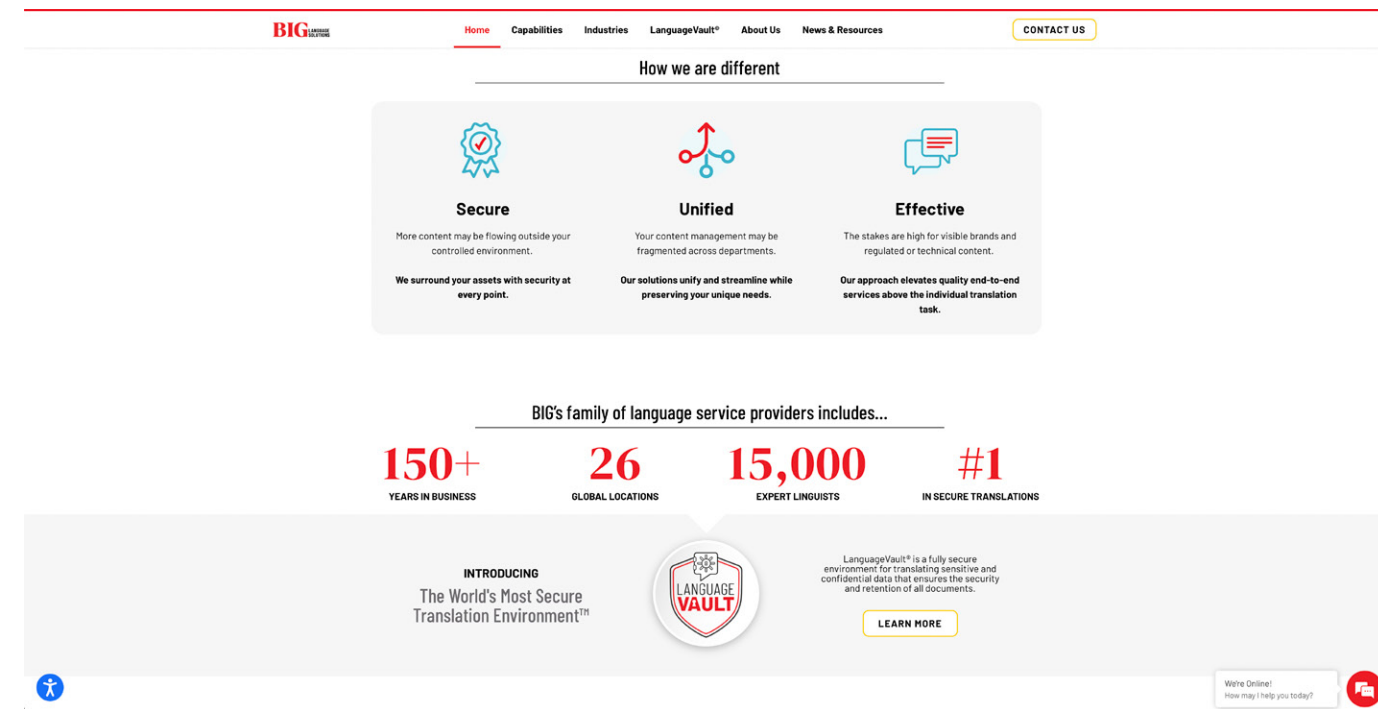 BIG LANGUAGE SOLUTIONS
Home Capabilities Industries LanguageVault® About Us News & Resources
CONTACT US
How we are different
Secure
More content may be flowing outside your
controlled environment.
We surround your assets with security at
every point.
Unified
Your content management may be
fragmented across departments.
Our solutions unify and streamline while
preserving your unique needs.
Effective
The stakes are high for visible brands and
regulated or technical content.
Our approach elevates quality end-to-end
services above the individual translation
task.
BIG's family of language service providers includes...
150+
YEARS IN BUSINESS
26
GLOBAL LOCATIONS
15,000
EXPERT LINGUISTS
#1
IN SECURE TRANSLATIONS
INTRODUCING
The World's Most Secure
Translation Environment™
LANGUAGE
VAULT
LanguageVault® is a fully secure
environment for translating sensitive and
confidential data that ensures the security
and retention of all documents.
LEARN MORE
We're Online!
How may I help you today?